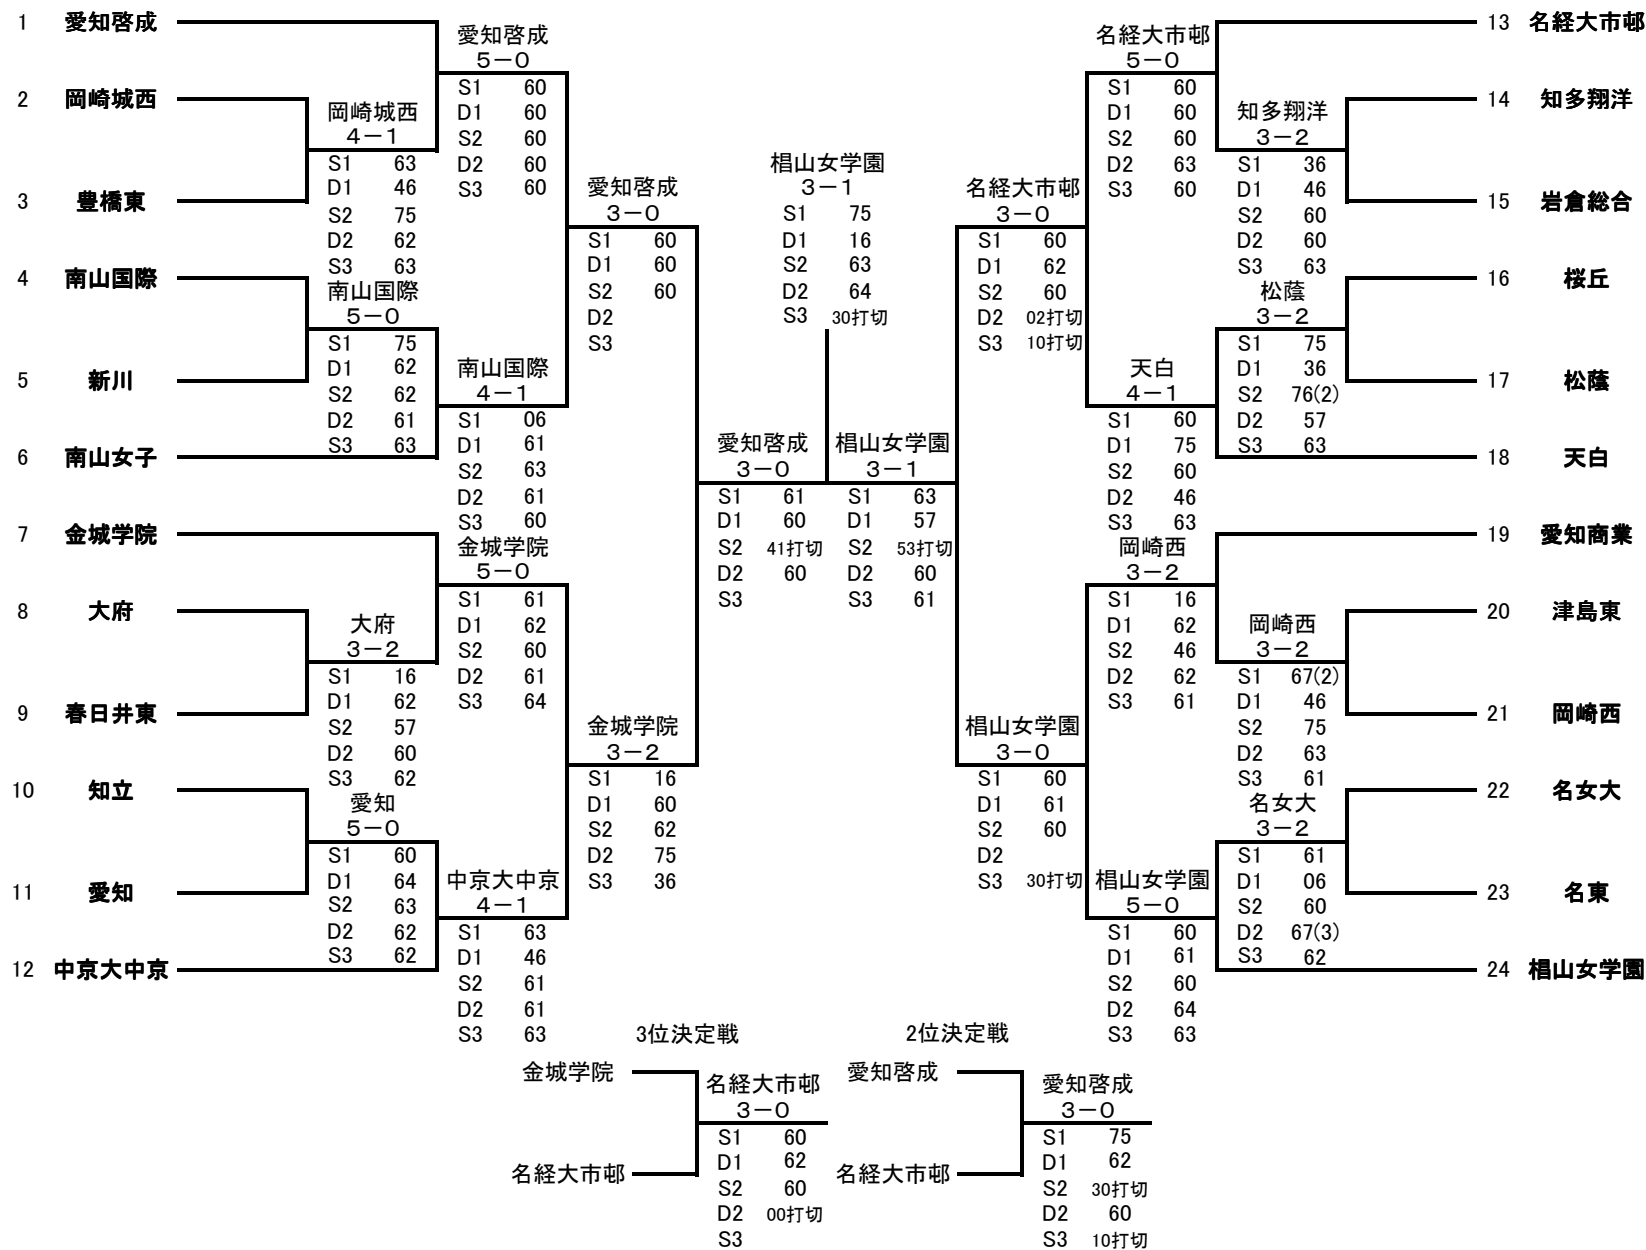 1 愛知啓成
2 岡崎城西
3 豊橋東
4 南山国際
5 新川
6 南山女子
7 金城学院
8 大府
9 春日井東
10 知立
11 愛知
12 中京大中京
岡崎城西
4－1
S1 63
D1 46
S2 75
D2 62
S3 63
南山国際
5－0
S1 75
D1 62
S2 62
D2 61
S3 63
大府
3－2
S1 16
D1 62
S2 57
D2 60
S3 62
愛知
5－0
S1 60
D1 64
S2 63
D2 62
S3 62
愛知啓成
5－0
S1 60
D1 60
S2 60
D2 60
S3 60
南山国際
4－1
S1 06
D1 61
S2 63
D2 61
S3 60
金城学院
5－0
S1 61
D1 62
S2 60
D2 61
S3 64
中京大中京
4－1
S1 63
D1 46
S2 61
D2 61
S3 63
愛知啓成
3－0
S1 60
D1 60
S2 60
D2
S3
金城学院
3－2
S1 16
D1 60
S2 62
D2 75
S3 36
愛知啓成
3－0
S1 61
D1 60
S2 41打切
D2 60
S3
椙山女学園
3－1
S1 75
D1 16
S2 63
D2 64
S3 30打切
椙山女学園
3－1
S1 63
D1 57
S2 53打切
D2 60
S3 61
名経大市邨
3－0
S1 60
D1 62
S2 60
D2 02打切
S3 10打切
椙山女学園
3－0
S1 60
D1 61
S2 60
D2
S3 30打切
名経大市邨
5－0
S1 60
D1 60
S2 60
D2 63
S3 60
天白
4－1
S1 60
D1 75
S2 60
D2 46
S3 63
岡崎西
3－2
S1 16
D1 62
S2 46
D2 62
S3 61
椙山女学園
5－0
S1 60
D1 61
S2 60
D2 64
S3 63
知多翔洋
3－2
S1 36
D1 46
S2 60
D2 60
S3 63
松蔭
3－2
S1 75
D1 36
S2 76(2)
D2 57
S3 63
岡崎西
3－2
S1 67(2)
D1 46
S2 75
D2 63
S3 61
名女大
3－2
S1 61
D1 06
S2 60
D2 67(3)
S3 62
13 名経大市邨
14 知多翔洋
15 岩倉総合
16 桜丘
17 松蔭
18 天白
19 愛知商業
20 津島東
21 岡崎西
22 名女大
23 名東
24 椙山女学園
3位決定戦
金城学院
名経大市邨
名経大市邨
3－0
S1 60
D1 62
S2 60
D2 00打切
S3
2位決定戦
愛知啓成
名経大市邨
愛知啓成
3－0
S1 75
D1 62
S2 30打切
D2 60
S3 10打切